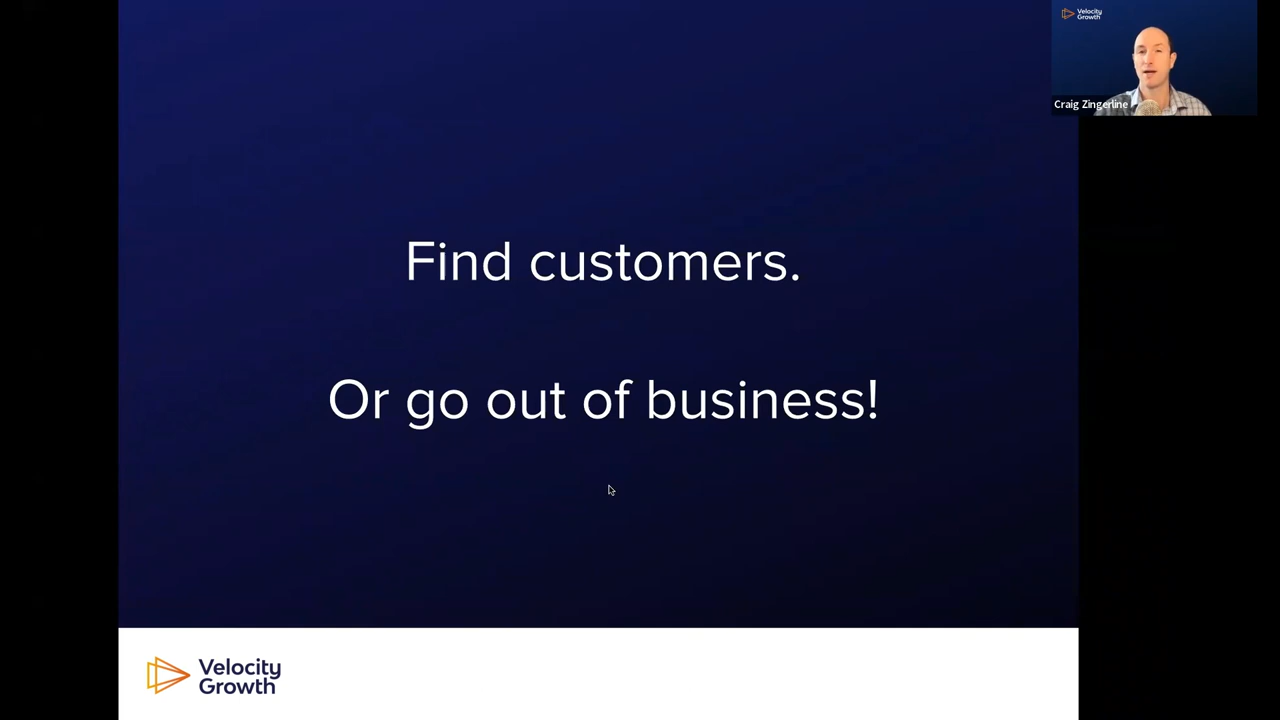 Velocity
Growth
Craig Zingerline
Find customers.
Or go out of business!
Velocity
Growth